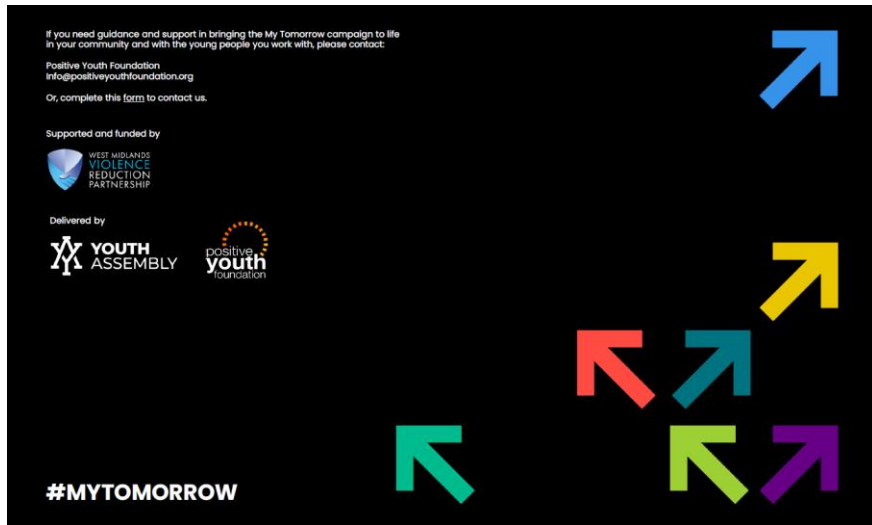 If you need guidance and support in bringing the My Tomorrow campaign to life
in your community and with the young people you work with, please contact:
Positive Youth Foundation
Info@positiveyouthfoundation.org
Or, complete this form to contact us.
Supported and funded by
WEST MIDLANDS
VIOLENCE
REDUCTION
PARTNERSHIP
Delivered by
YOUTH
ASSEMBLY
positive
youth
foundation
#MYTOMORROW